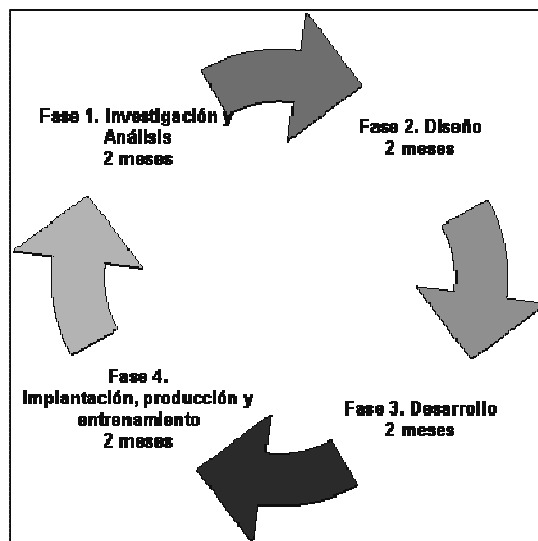 Fase 1. Investigación y
Análisis
2 meses
Fase 2. Diseño
2 meses
Fase 3. Desarrollo
2 meses
Fase 4.
Implantación, producción y
entrenamiento
2 meses